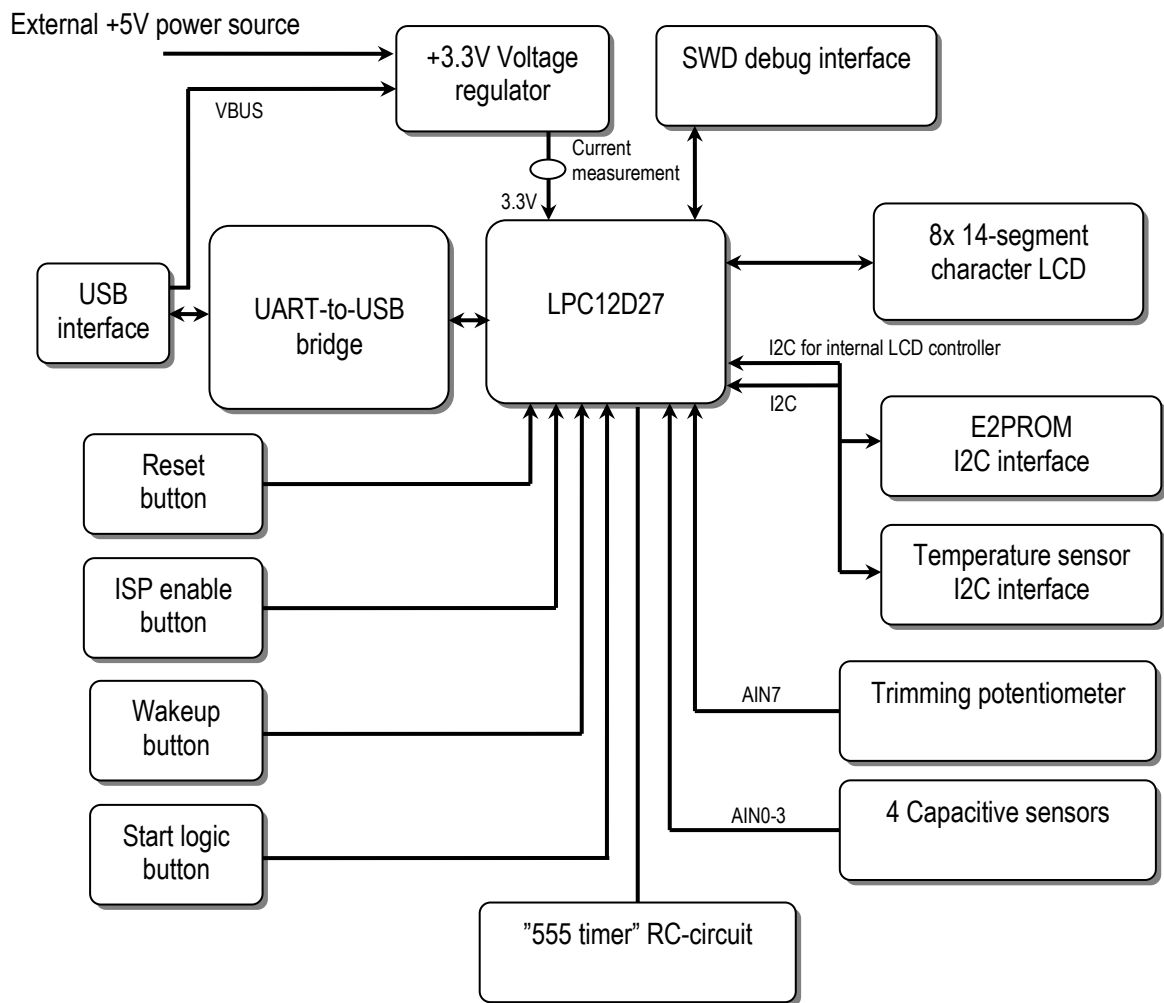 External +5V power source
+3.3V Voltage
regulator
SWD debug interface
VBUS
Current
measurement
3.3V
8x 14-segment
character LCD
USB
interface
UART-to-USB
bridge
LPC12D27
I2C for internal LCD controller
I2C
E2PROM
I2C interface
Reset
button
Temperature sensor
I2C interface
ISP enable
button
AIN7
Trimming potentiometer
Wakeup
button
AIN0-3
4 Capacitive sensors
Start logic
button
”555 timer” RC-circuit